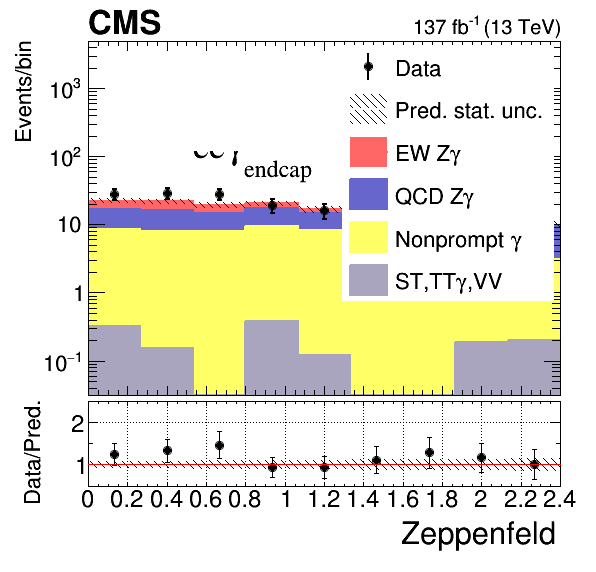 CMS
137 fb⁻¹ (13 TeV)
Events/bin
10³
10²
10
1
10⁻¹
Data
Pred. stat. unc.
EW Zγ
QCD Zγ
Nonprompt γ
ST,TTγ,VV
endcap
Data/Pred.
2
1
0 0.2 0.4 0.6 0.8 1 1.2 1.4 1.6 1.8 2 2.2 2.4
Zeppenfeld